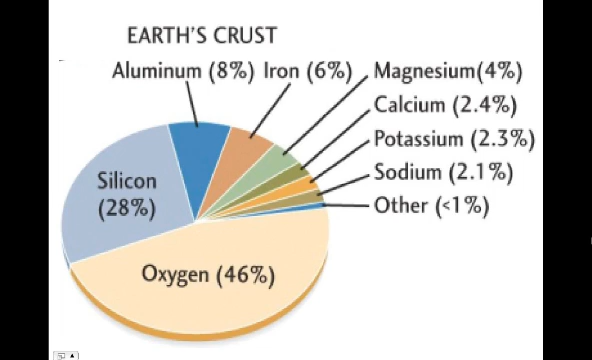 EARTH'S CRUST
Aluminum (8%) Iron (6%) Magnesium(4%)
Calcium (2.4%)
Potassium (2.3%)
Sodium (2.1%)
Other (<1%)
Silicon
(28%)
Oxygen (46%)